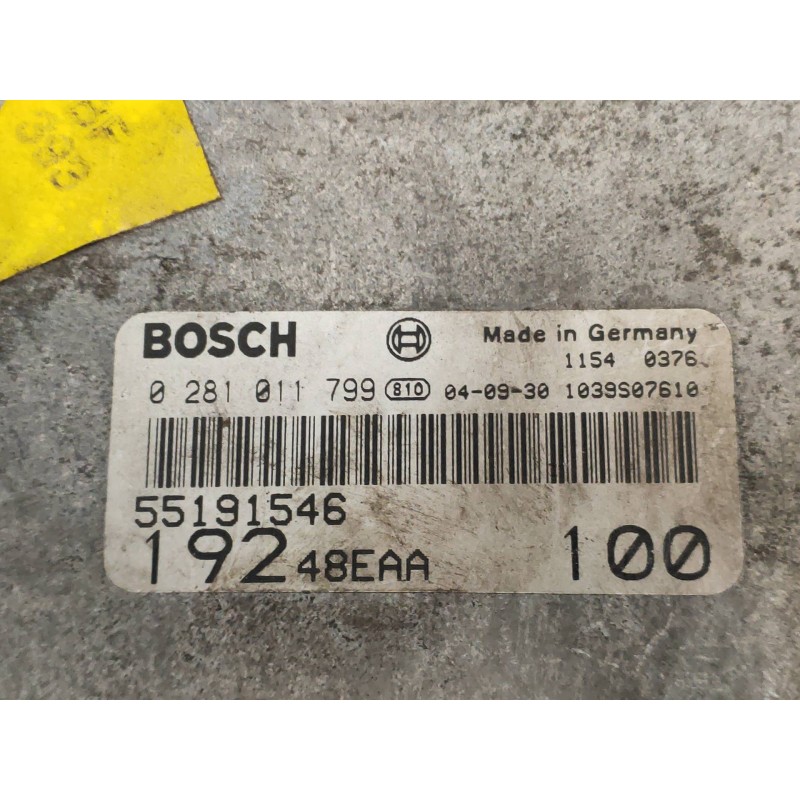 583
BOSCH
Made in Germany
1154 0376
0 281 011 799 810 04-09-30 1039S07610
55191546
192 48EAA 100